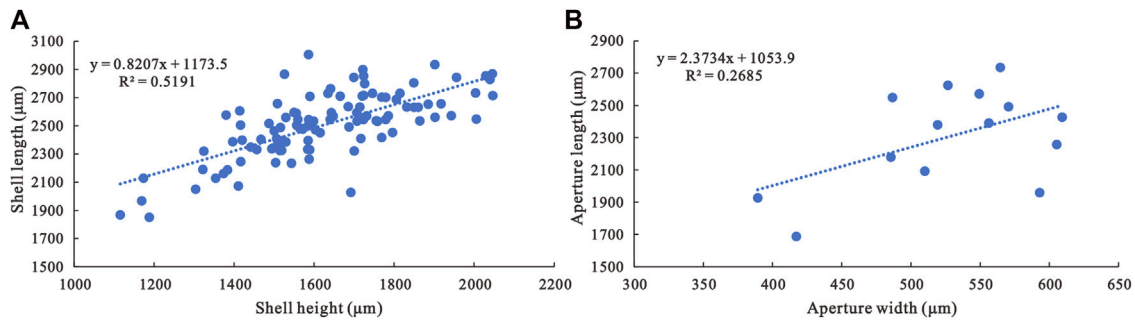 A
y = 0.8207x + 1173.5
R² = 0.5191
Shell length (μm)
3100
2900
2700
2500
2300
2100
1900
1700
1500
1000 1200 1400 1600 1800 2000 2200
Shell height (μm)
B
y = 2.3734x + 1053.9
R² = 0.2685
Aperture length (μm)
2900
2700
2500
2300
2100
1900
1700
1500
300 350 400 450 500 550 600 650
Aperture width (μm)